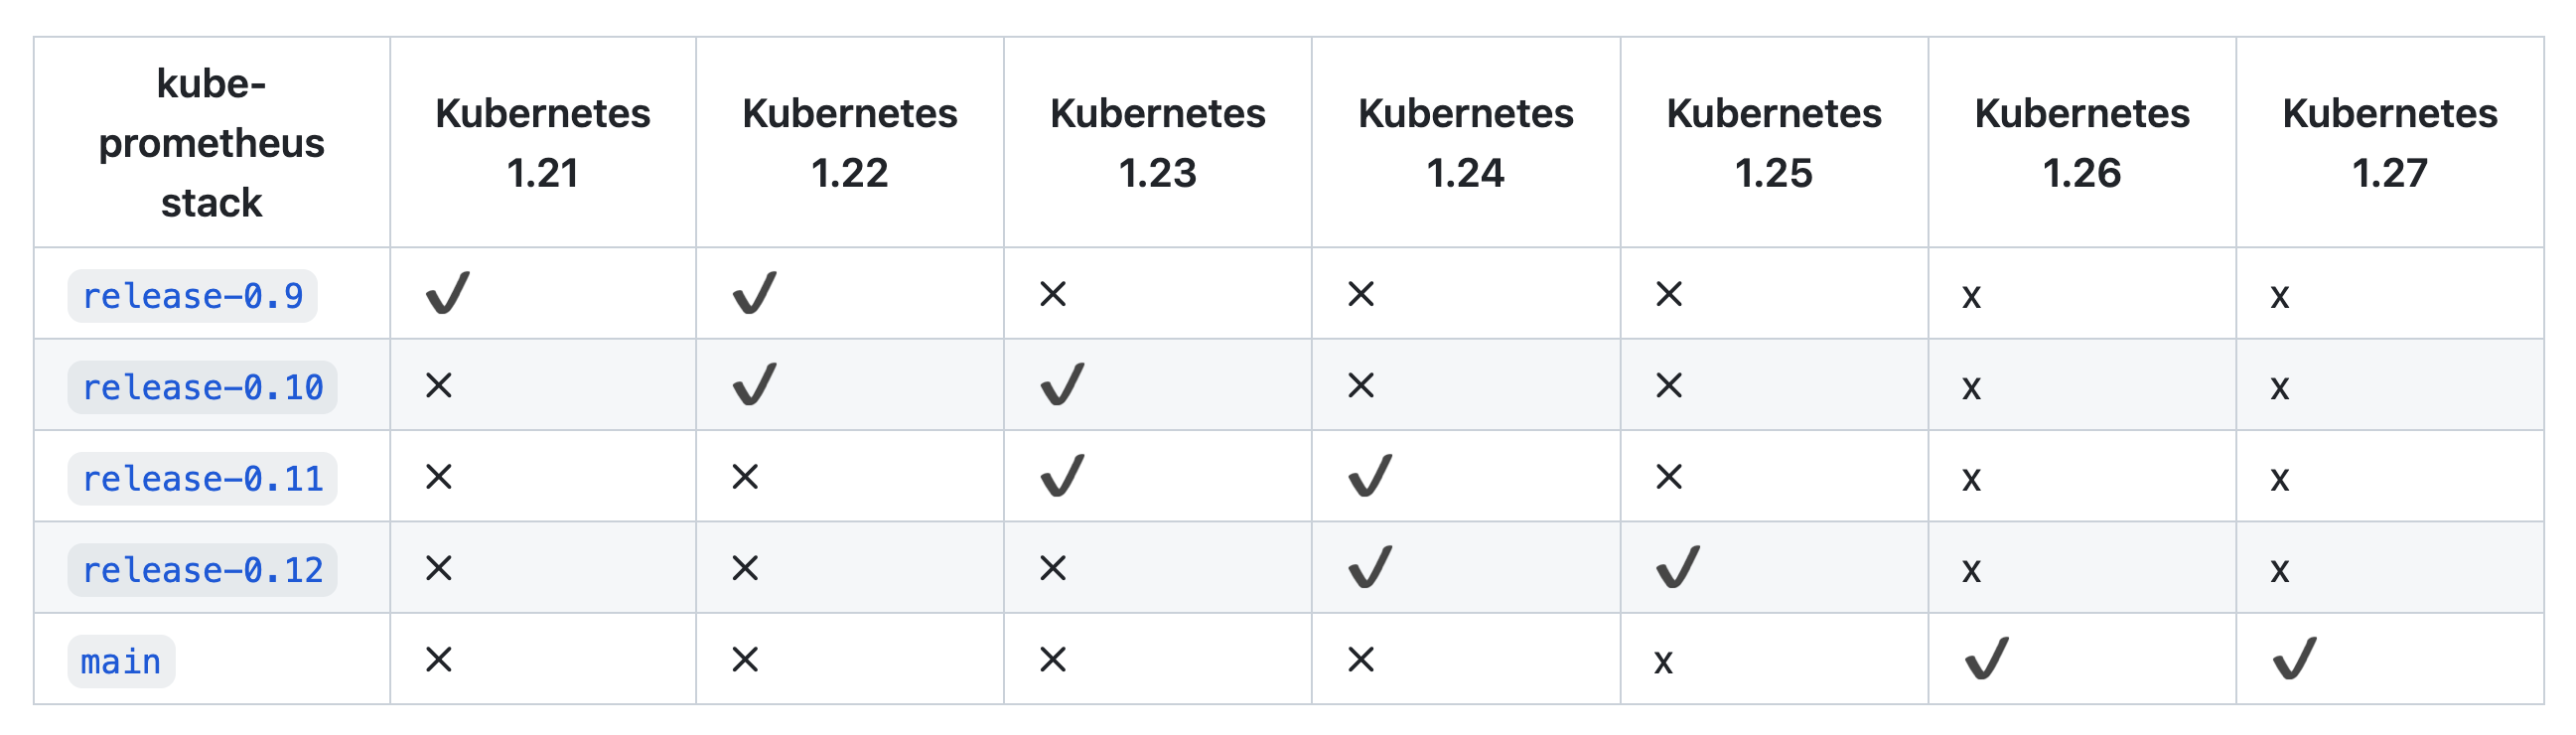 kube-prometheus stack Kubernetes 1.21 Kubernetes 1.22 Kubernetes 1.23 Kubernetes 1.24 Kubernetes 1.25 Kubernetes 1.26 Kubernetes 1.27
release-0.9 ✔ ✔ ✗ ✗ ✗ x x
release-0.10 ✗ ✔ ✔ ✗ ✗ x x
release-0.11 ✗ ✗ ✔ ✔ ✗ x x
release-0.12 ✗ ✗ ✗ ✔ ✔ x x
main ✗ ✗ ✗ ✗ x ✔ ✔